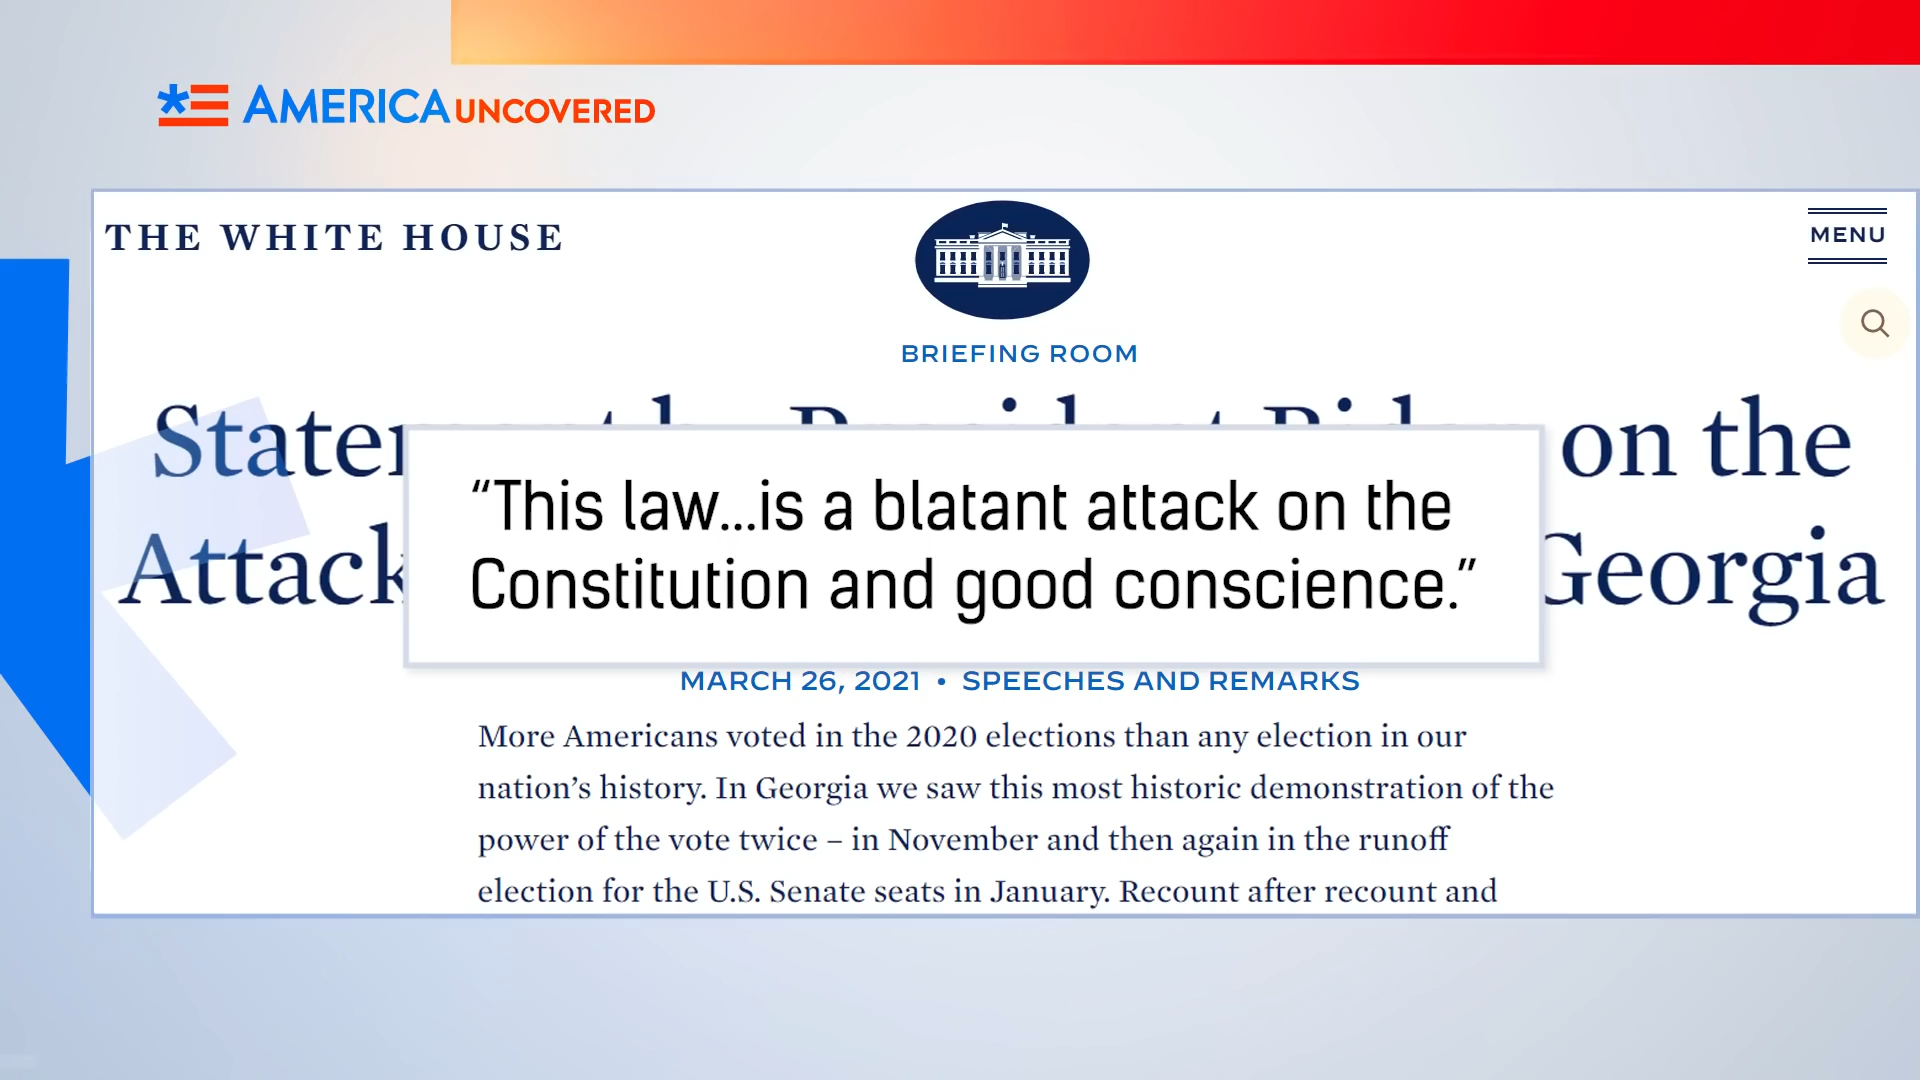 AMERICA UNCOVERED
THE WHITE HOUSE
MENU
BRIEFING ROOM
on the
Attack
Georgia
“This law...is a blatant attack on the
Constitution and good conscience.”
MARCH 26, 2021 • SPEECHES AND REMARKS
More Americans voted in the 2020 elections than any election in our
nation’s history. In Georgia we saw this most historic demonstration of the
power of the vote twice – in November and then again in the runoff
election for the U.S. Senate seats in January. Recount after recount and